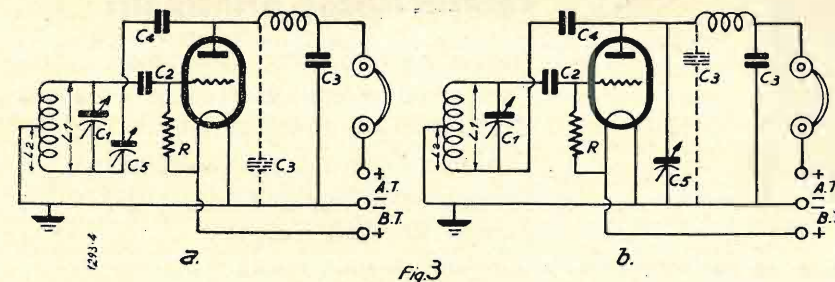 C4
C2
C3
L2
L1
C1
C5
R
C3
+
A.T.
–
B.T.
+
a.
1293-4
C4
C2
C3
C3
L2
L1
C1
R
C5
+
A.T.
–
B.T.
+
b.
Fig.3